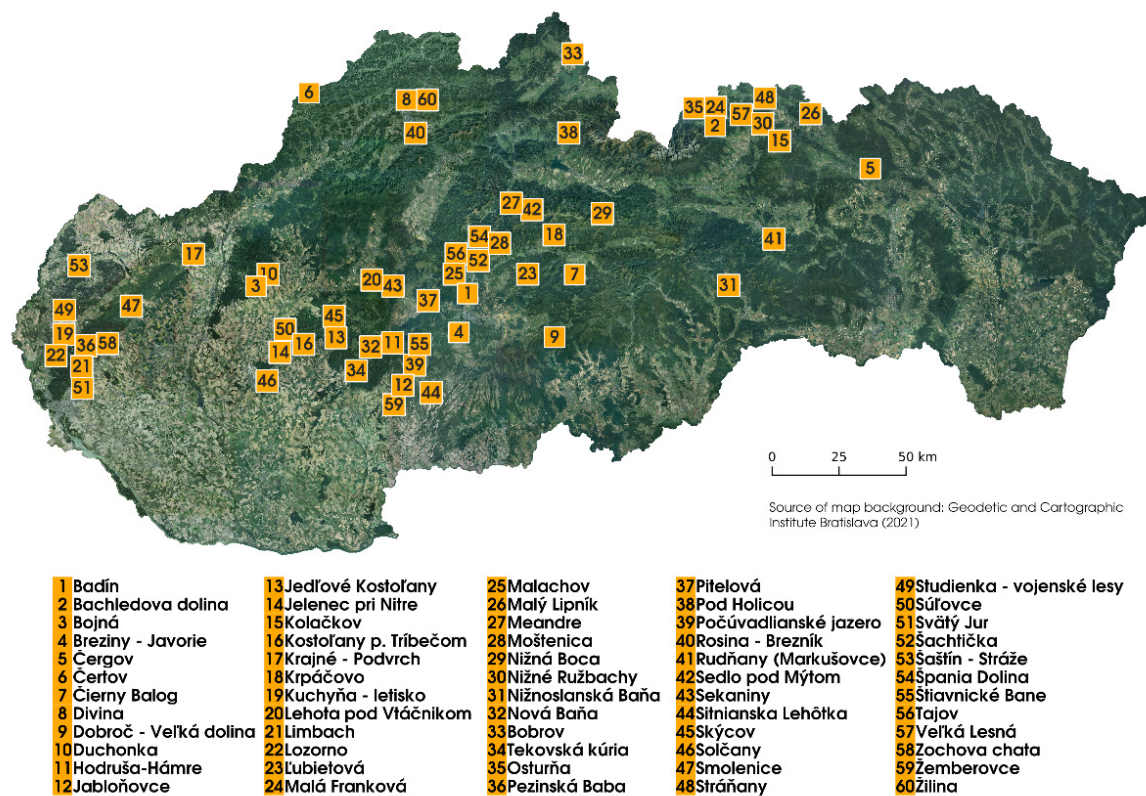 33
6
8
60
48
35
24
57
26
2
30
40
38
15
5
27
42
29
54
18
28
41
17
56
52
53
10
25
23
7
3
20
43
31
1
37
49
47
45
50
4
19
13
9
36
58
16
32
11
55
22
14
21
34
39
46
51
12
44
59
0 25 50 km
Source of map background: Geodetic and Cartographic
Institute Bratislava (2021)
1 Badín
2 Bachledova dolina
3 Bojná
4 Breziny - Javorie
5 Čergov
6 Čertov
7 Čierny Balog
8 Divina
9 Dobroč - Veľká dolina
10 Duchonka
11 Hodruša-Hámre
12 Jabloňovce
13 Jedľové Kostoľany
14 Jelenec pri Nitre
15 Kolačkov
16 Kostoľany p. Tríbečom
17 Krajné - Podvrch
18 Krpáčovo
19 Kuchyňa - letisko
20 Lehota pod Vtáčnikom
21 Limbach
22 Lozorno
23 Ľubietová
24 Malá Franková
25 Malachov
26 Malý Lipník
27 Meandre
28 Moštenica
29 Nižná Boca
30 Nižné Ružbachy
31 Nižnoslanská Baňa
32 Nová Baňa
33 Bobrov
34 Tekovská kúria
35 Osturňa
36 Pezinská Baba
37 Pitelová
38 Pod Holicou
39 Počúvadlianské jazero
40 Rosina - Brezník
41 Rudňany (Markušovce)
42 Sedlo pod Mýtom
43 Sekaniny
44 Sitnianska Lehôtka
45 Skýcov
46 Solčany
47 Smolenice
48 Stráňany
49 Studienka - vojenské lesy
50 Súľovce
51 Svätý Jur
52 Šachtička
53 Šaštín - Stráže
54 Špania Dolina
55 Štiavnické Bane
56 Tajov
57 Veľká Lesná
58 Zochova chata
59 Žemberovce
60 Žilina